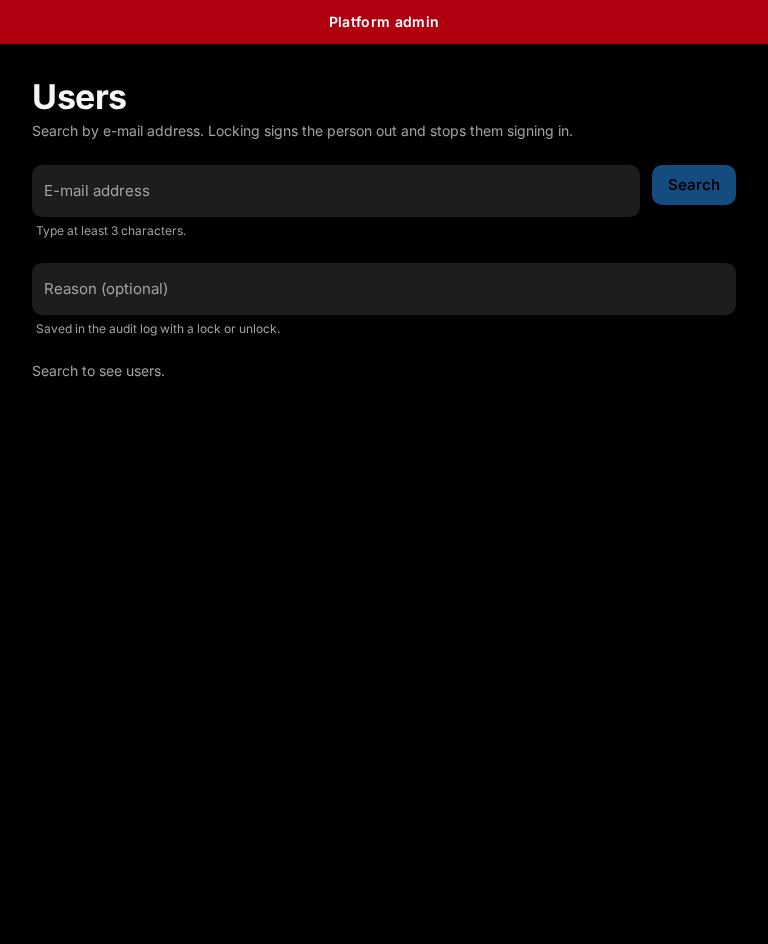 Platform admin
Users
Search by e-mail address. Locking signs the person out and stops them signing in.
E-mail address
Search
Type at least 3 characters.
Reason (optional)
Saved in the audit log with a lock or unlock.
Search to see users.